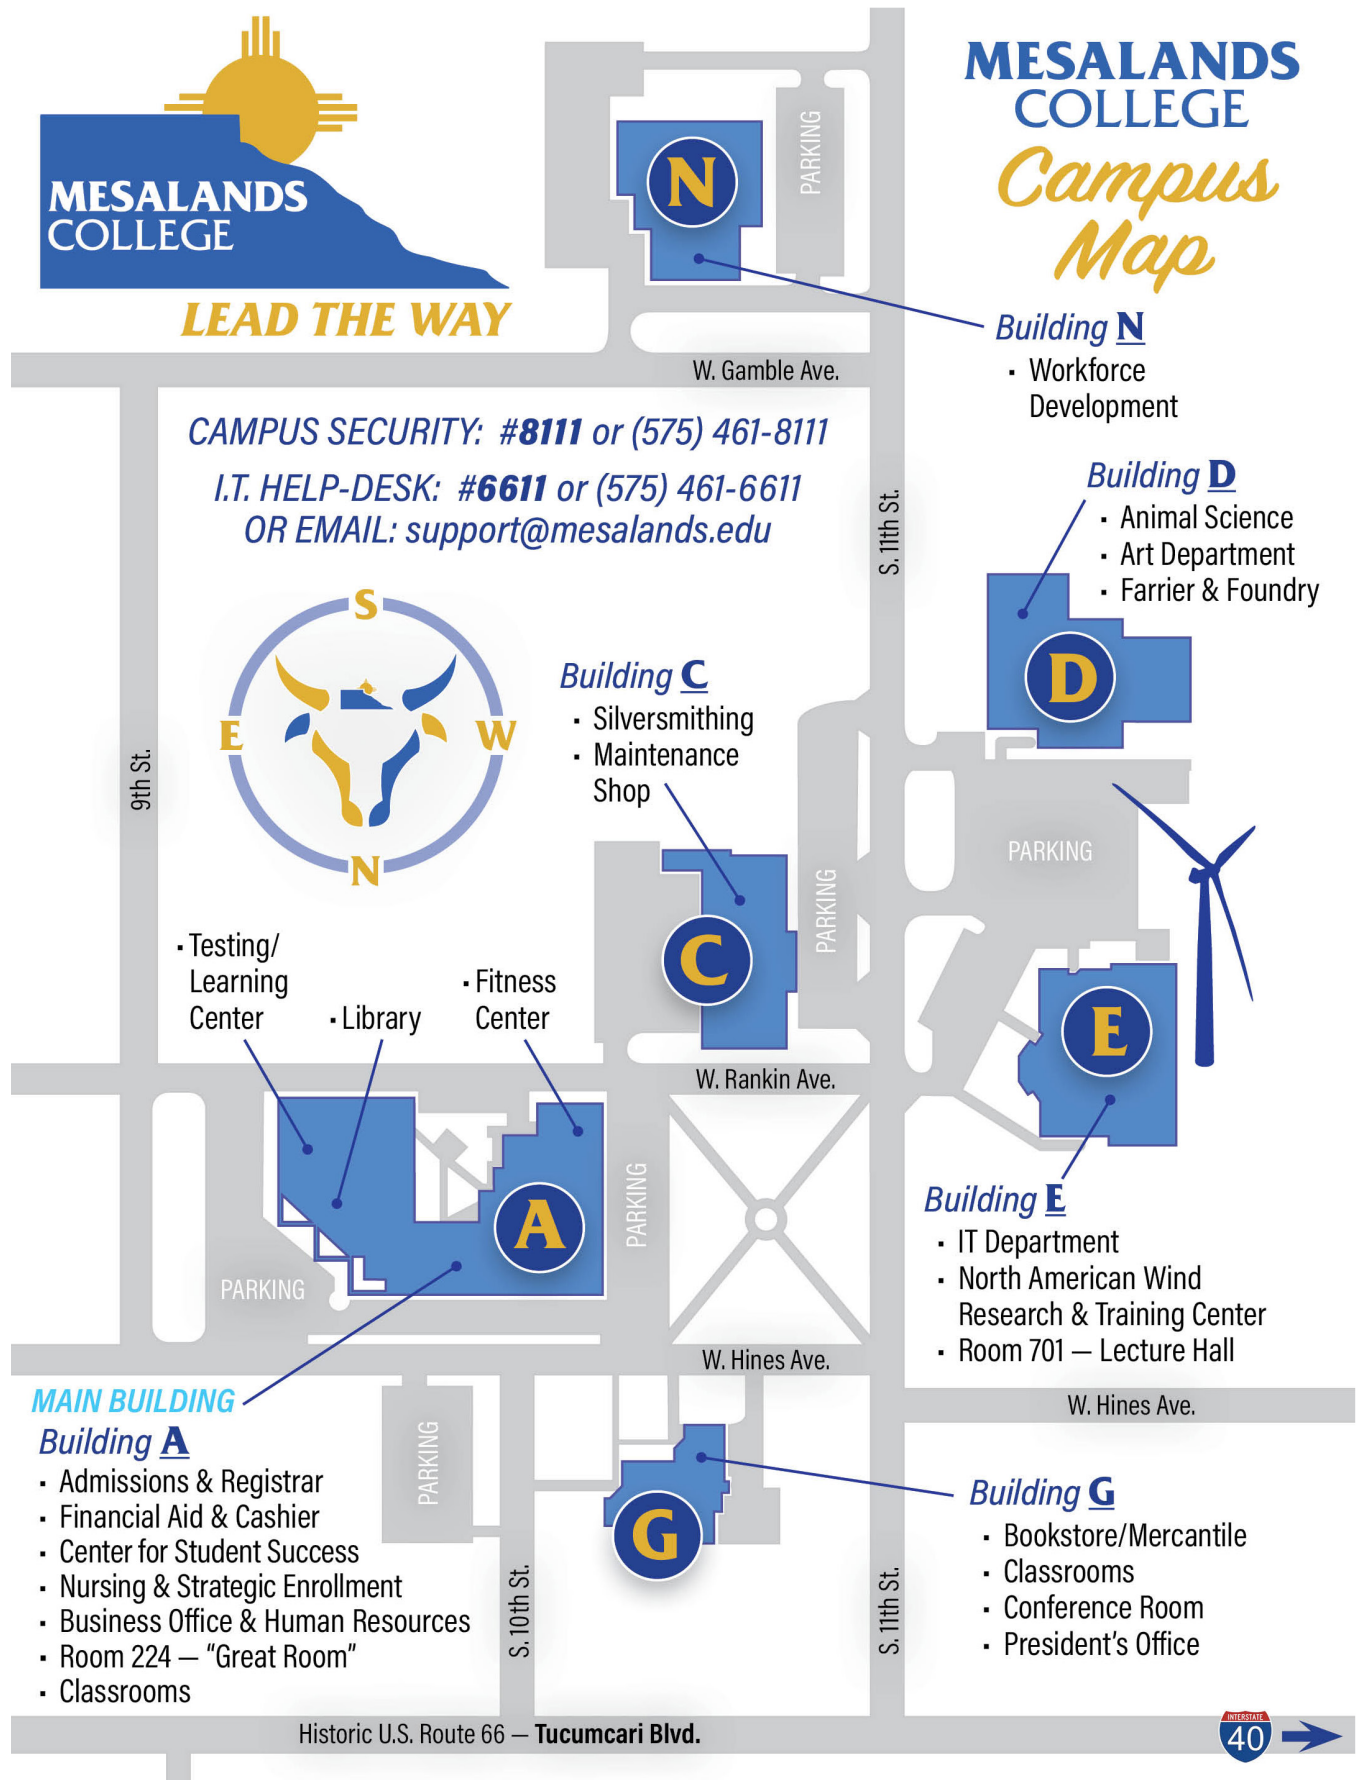 MESALANDS
COLLEGE
LEAD THE WAY
MESALANDS
COLLEGE
Campus
Map
N
PARKING
Building N
· Workforce
Development
W. Gamble Ave.
CAMPUS SECURITY: #8111 or (575) 461-8111
I.T. HELP-DESK: #6611 or (575) 461-6611
OR EMAIL: support@mesalands.edu
S. 11th St.
Building D
· Animal Science
· Art Department
· Farrier & Foundry
D
S
E
W
N
9th St.
Building C
· Silversmithing
· Maintenance
Shop
PARKING
PARKING
C
E
· Testing/
Learning
Center
· Library
· Fitness
Center
W. Rankin Ave.
A
PARKING
PARKING
Building E
· IT Department
· North American Wind
Research & Training Center
· Room 701 — Lecture Hall
W. Hines Ave.
W. Hines Ave.
MAIN BUILDING
Building A
· Admissions & Registrar
· Financial Aid & Cashier
· Center for Student Success
· Nursing & Strategic Enrollment
· Business Office & Human Resources
· Room 224 — "Great Room"
· Classrooms
PARKING
G
S. 10th St.
S. 11th St.
Building G
· Bookstore/Mercantile
· Classrooms
· Conference Room
· President's Office
Historic U.S. Route 66 — Tucumcari Blvd.
INTERSTATE
40